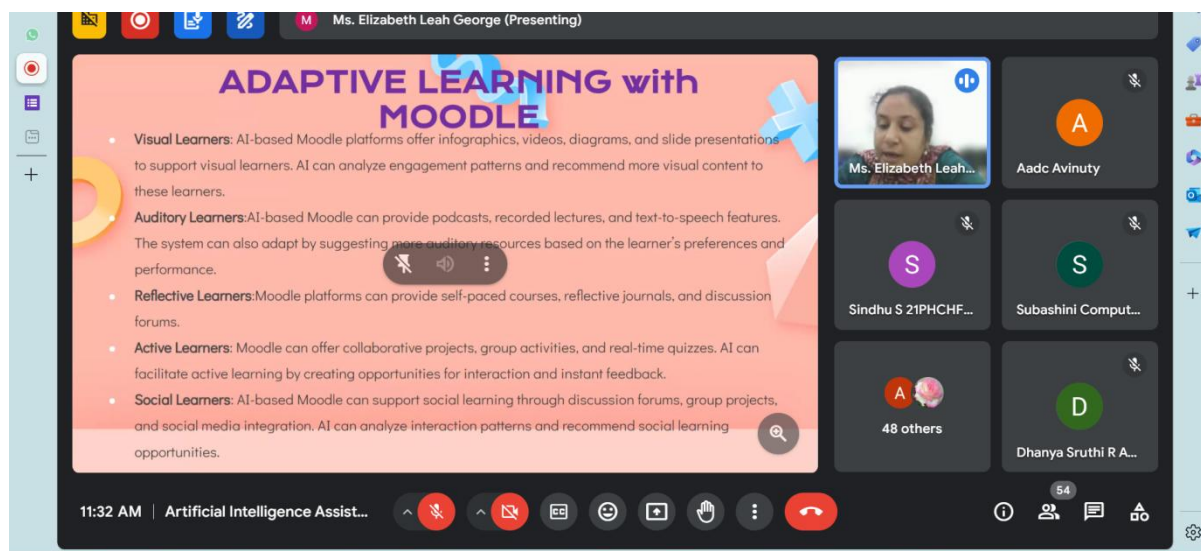 M Ms. Elizabeth Leah George (Presenting)
ADAPTIVE LEARNING with
MOODLE
Visual Learners: AI-based Moodle platforms offer infographics, videos, diagrams, and slide presentations
to support visual learners. AI can analyze engagement patterns and recommend more visual content to
these learners.
Auditory Learners:AI-based Moodle can provide podcasts, recorded lectures, and text-to-speech features.
The system can also adapt by suggesting more auditory resources based on the learner's preferences and
performance.
Reflective Learners:Moodle platforms can provide self-paced courses, reflective journals, and discussion
forums.
Active Learners: Moodle can offer collaborative projects, group activities, and real-time quizzes. AI can
facilitate active learning by creating opportunities for interaction and instant feedback.
Social Learners: AI-based Moodle can support social learning through discussion forums, group projects,
and social media integration. AI can analyze interaction patterns and recommend social learning
opportunities.
Ms. Elizabeth Leah...
A
Aadc Avinuty
S
Sindhu S 21PHCHF...
S
Subashini Comput...
A
48 others
D
Dhanya Sruthi R A...
11:32 AM | Artificial Intelligence Assist...
CC
54